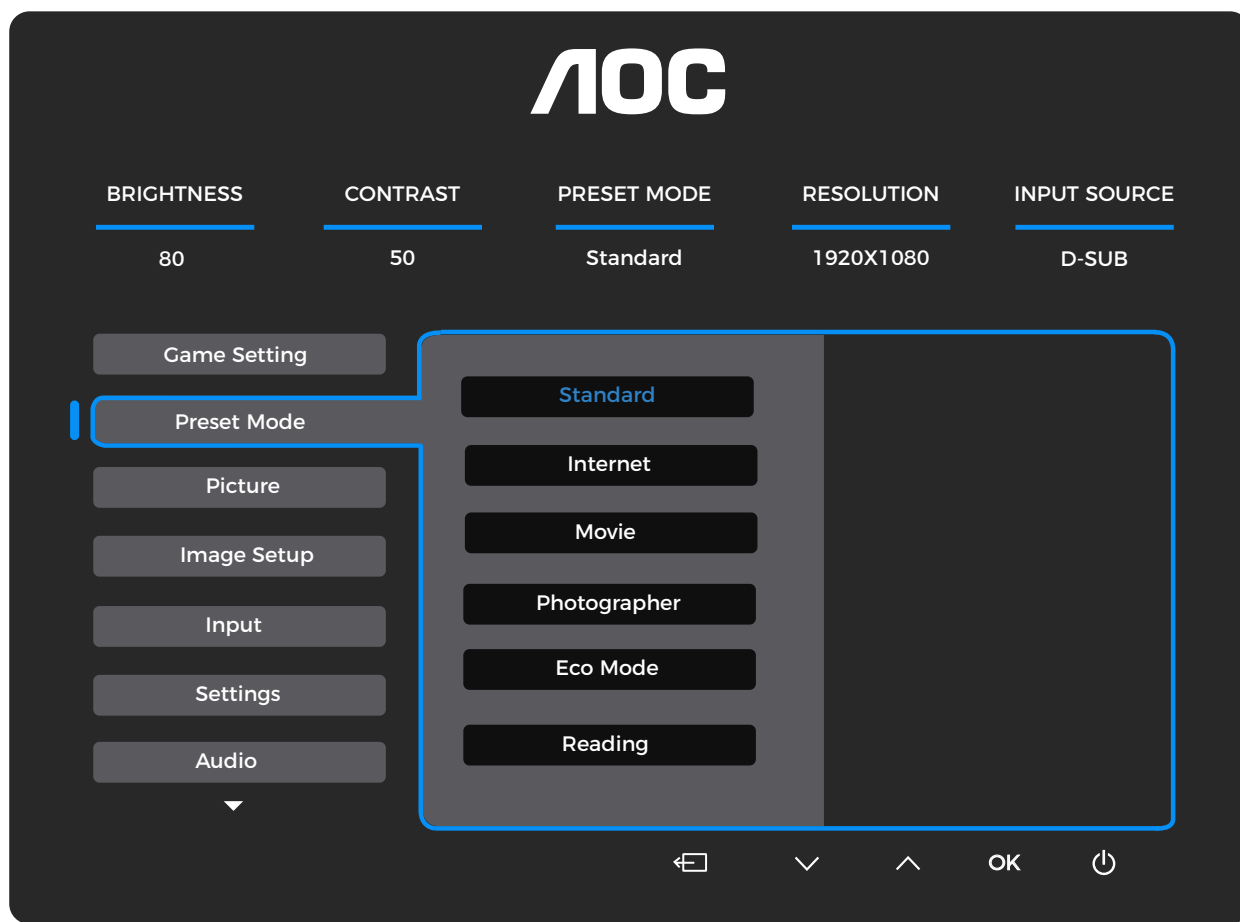 AOC
BRIGHTNESS CONTRAST PRESET MODE RESOLUTION INPUT SOURCE
80 50 Standard 1920X1080 D-SUB
Game Setting
Preset Mode
Picture
Image Setup
Input
Settings
Audio
Standard
Internet
Movie
Photographer
Eco Mode
Reading
OK